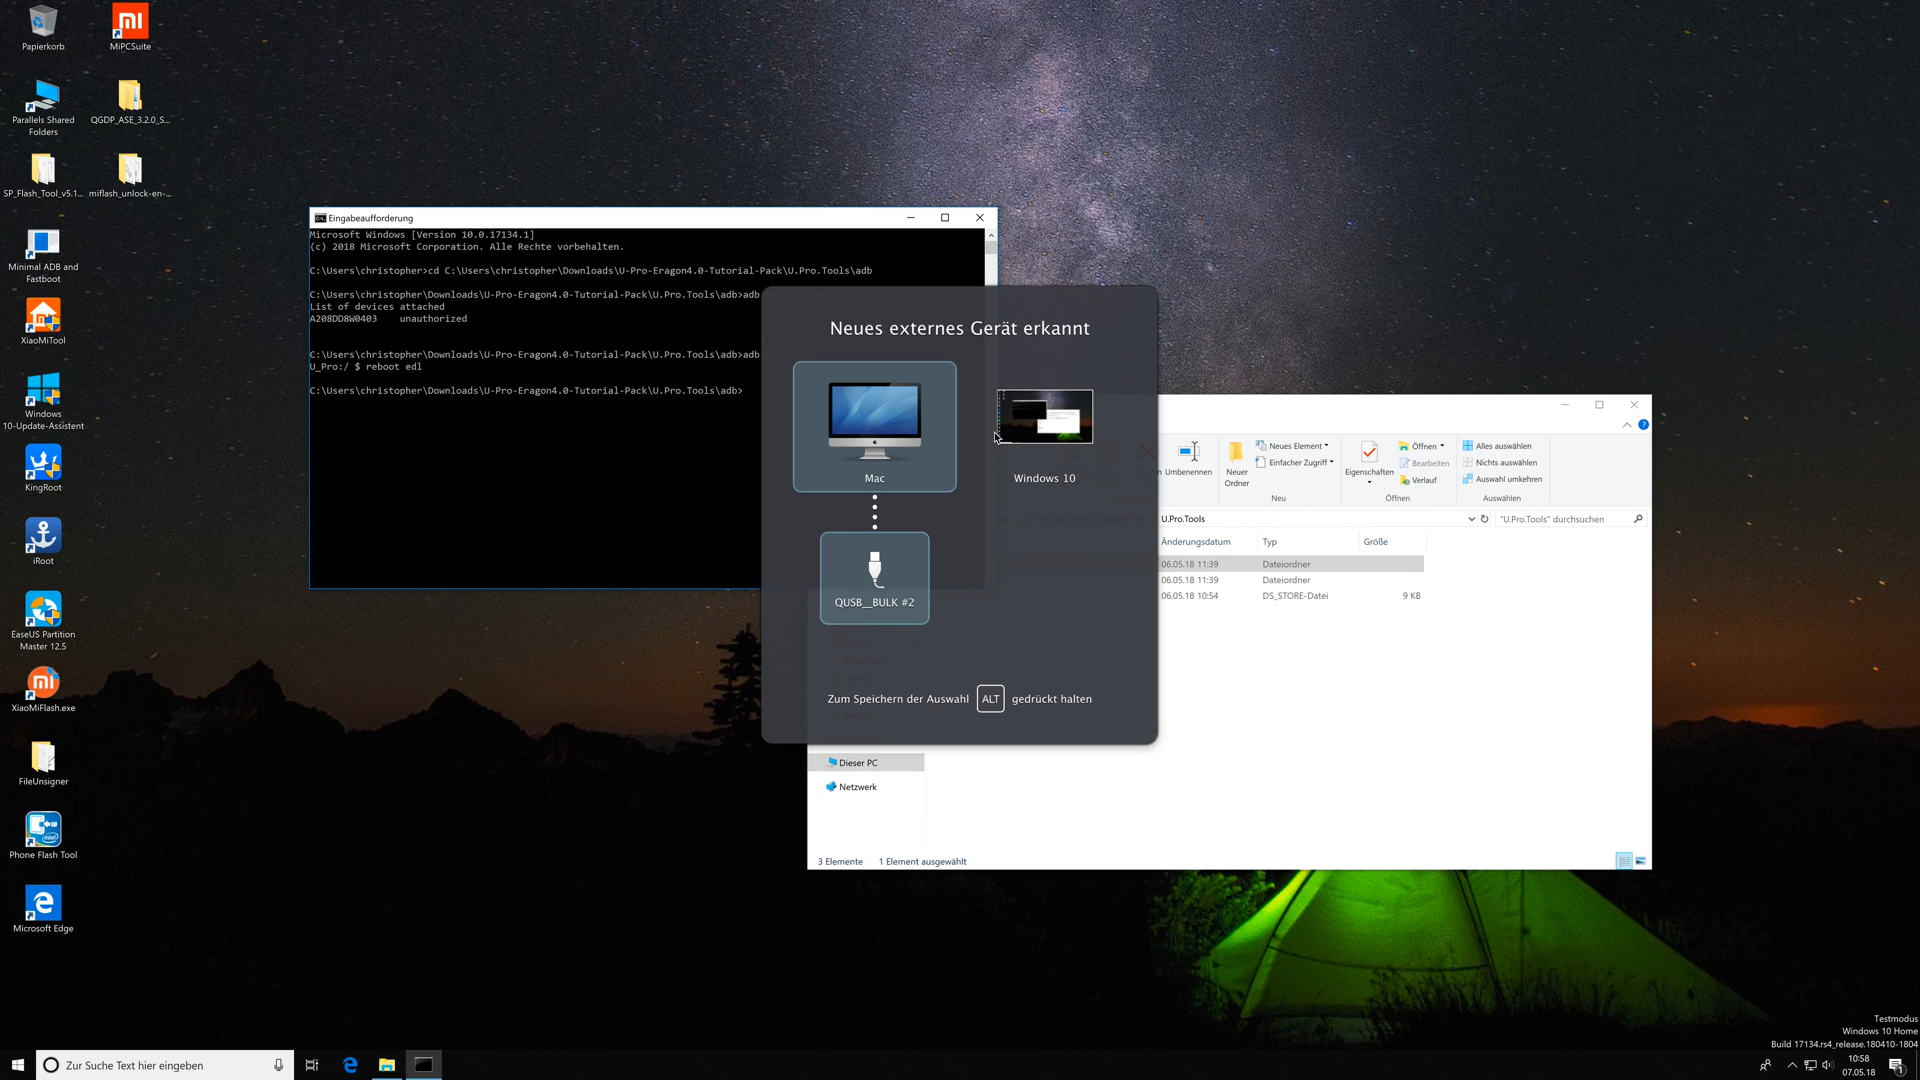 Papierkorb
MiPCSuite
Parallels Shared
Folders
QGDP_ASE_3.2.0_S...
SP_Flash_Tool_v5.1...
miflash_unlock-en-...
Minimal ADB and
Fastboot
XiaoMiTool
Windows
10-Update-Assistent
KingRoot
iRoot
EaseUS Partition
Master 12.5
XiaoMiFlash.exe
FileUnsigner
Phone Flash Tool
Microsoft Edge
Eingabeaufforderung
Microsoft Windows [Version 10.0.17134.1]
(c) 2018 Microsoft Corporation. Alle Rechte vorbehalten.
C:\Users\christopher>cd C:\Users\christopher\Downloads\U-Pro-Eragon4.0-Tutorial-Pack\U.Pro.Tools\adb
C:\Users\christopher\Downloads\U-Pro-Eragon4.0-Tutorial-Pack\U.Pro.Tools\adb>adb
List of devices attached
A208DD8W0403 unauthorized
C:\Users\christopher\Downloads\U-Pro-Eragon4.0-Tutorial-Pack\U.Pro.Tools\adb>adb
U_Pro:/ $ reboot edl
C:\Users\christopher\Downloads\U-Pro-Eragon4.0-Tutorial-Pack\U.Pro.Tools\adb>
Neues externes Gerät erkannt
Mac
Windows 10
QUSB__BULK #2
Zum Speichern der Auswahl ALT gedrückt halten
Umbenennen
Neuer
Ordner
Neues Element
Einfacher Zugriff
Neu
Eigenschaften
Öffnen
Bearbeiten
Verlauf
Öffnen
Alles auswählen
Nichts auswählen
Auswahl umkehren
Auswählen
U.Pro.Tools
"U.Pro.Tools" durchsuchen
Änderungsdatum Typ Größe
06.05.18 11:39 Dateiordner
06.05.18 11:39 Dateiordner
06.05.18 10:54 DS_STORE-Datei 9 KB
Dieser PC
Netzwerk
3 Elemente 1 Element ausgewählt
Testmodus
Windows 10 Home
Build 17134.rs4_release.180410-1804
Zur Suche Text hier eingeben
10:58
07.05.18